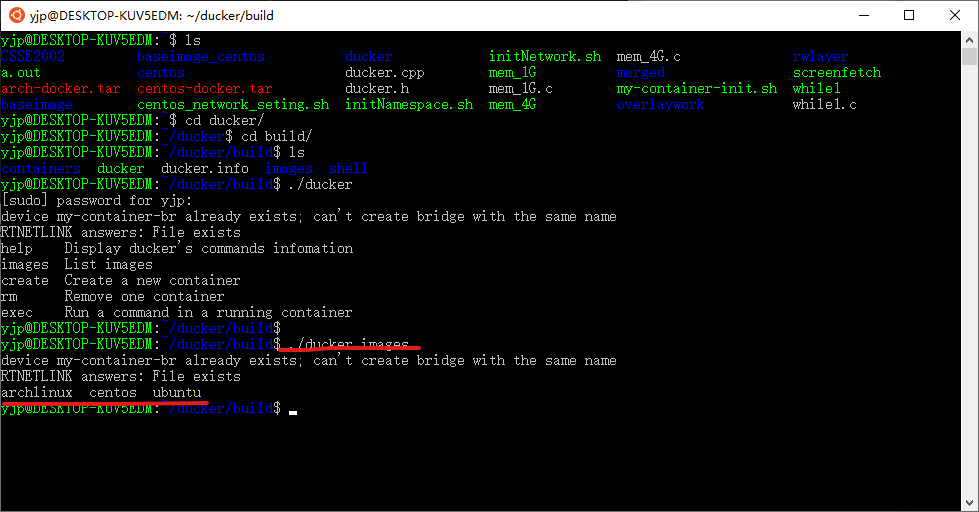 yjp@DESKTOP-KUV5EDM: ~/ducker/build
yjp@DESKTOP-KUV5EDM:~$ ls
CSSE2002 baseimage_centos ducker initNetwork.sh mem_4G.c rwlayer
a.out centos ducker.cpp mem_1G merged screenfetch
arch-docker.tar centos-docker.tar ducker.h mem_1G.c my-container-init.sh while1
baseimage centos_network_seting.sh initNamespace.sh mem_4G overlaywork while1.c
yjp@DESKTOP-KUV5EDM:~$ cd ducker/
yjp@DESKTOP-KUV5EDM:~/ducker$ cd build/
yjp@DESKTOP-KUV5EDM:~/ducker/build$ ls
containers ducker ducker.info images shell
yjp@DESKTOP-KUV5EDM:~/ducker/build$ ./ducker
[sudo] password for yjp:
device my-container-br already exists; can't create bridge with the same name
RTNETLINK answers: File exists
help Display ducker's commands infomation
images List images
create Create a new container
rm Remove one container
exec Run a command in a running container
yjp@DESKTOP-KUV5EDM:~/ducker/build$
yjp@DESKTOP-KUV5EDM:~/ducker/build$ ./ducker images
device my-container-br already exists; can't create bridge with the same name
RTNETLINK answers: File exists
archlinux centos ubuntu
yjp@DESKTOP-KUV5EDM:~/ducker/build$